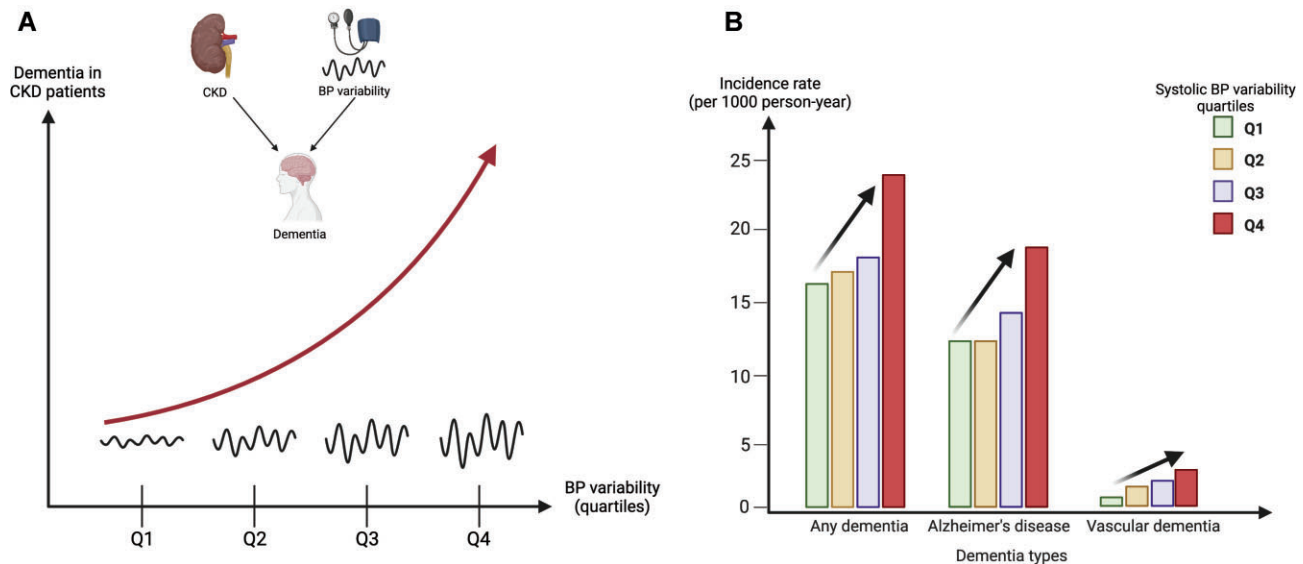 A
Dementia in
CKD patients
CKD
BP variability
Dementia
BP variability
(quartiles)
Q1
Q2
Q3
Q4
B
Incidence rate
(per 1000 person-year)
Systolic BP variability
quartiles
Q1
Q2
Q3
Q4
25
20
15
10
5
0
Any dementia
Alzheimer's disease
Vascular dementia
Dementia types